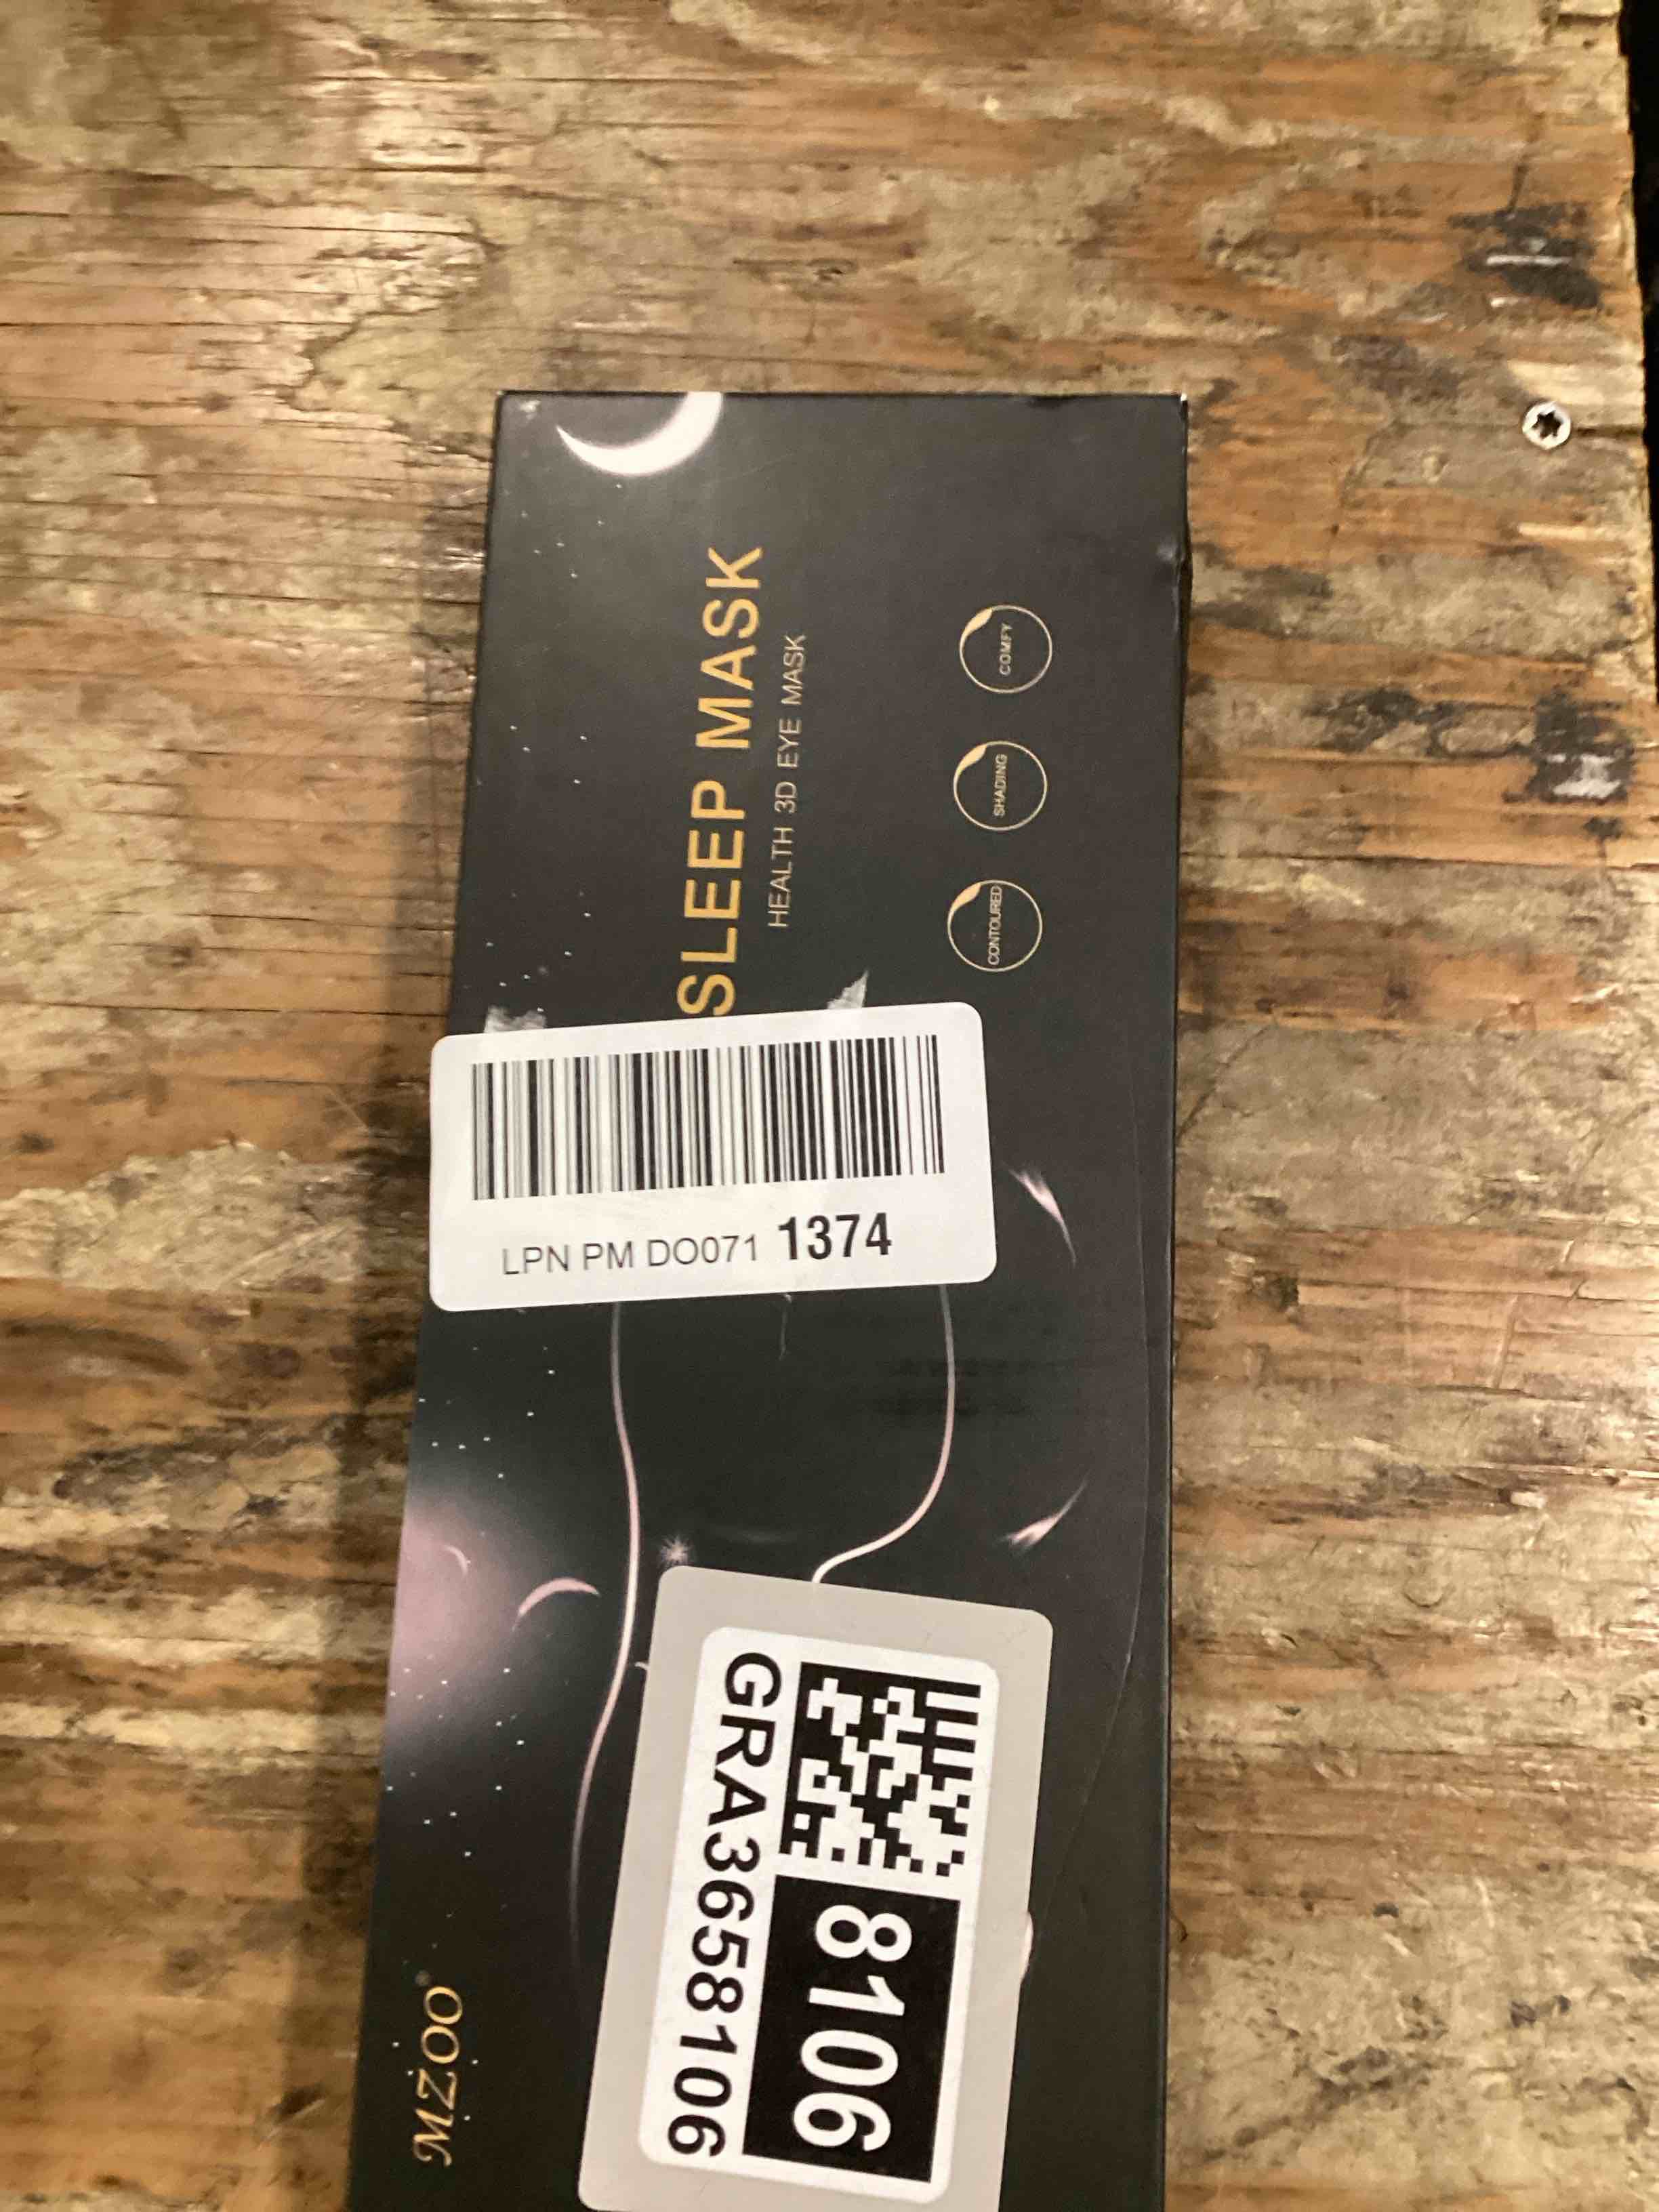 SLEEP MASK
HEALTH 3D EYE MASK
CONTOURED
SHADING
COMFY
LPN PM DO071 1374
GRA3658106
8106
MZOO®